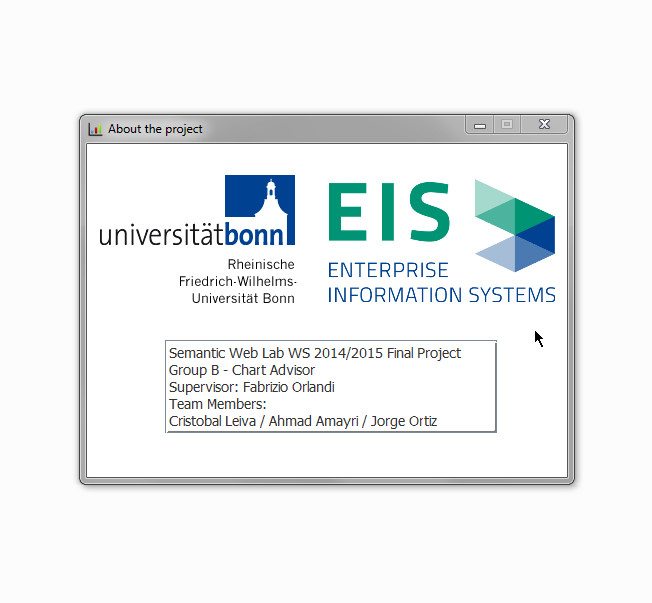 About the project
universitätbonn
Rheinische
Friedrich-Wilhelms-
Universität Bonn
EIS
ENTERPRISE
INFORMATION SYSTEMS
Semantic Web Lab WS 2014/2015 Final Project
Group B - Chart Advisor
Supervisor: Fabrizio Orlandi
Team Members:
Cristobal Leiva / Ahmad Amayri / Jorge Ortiz